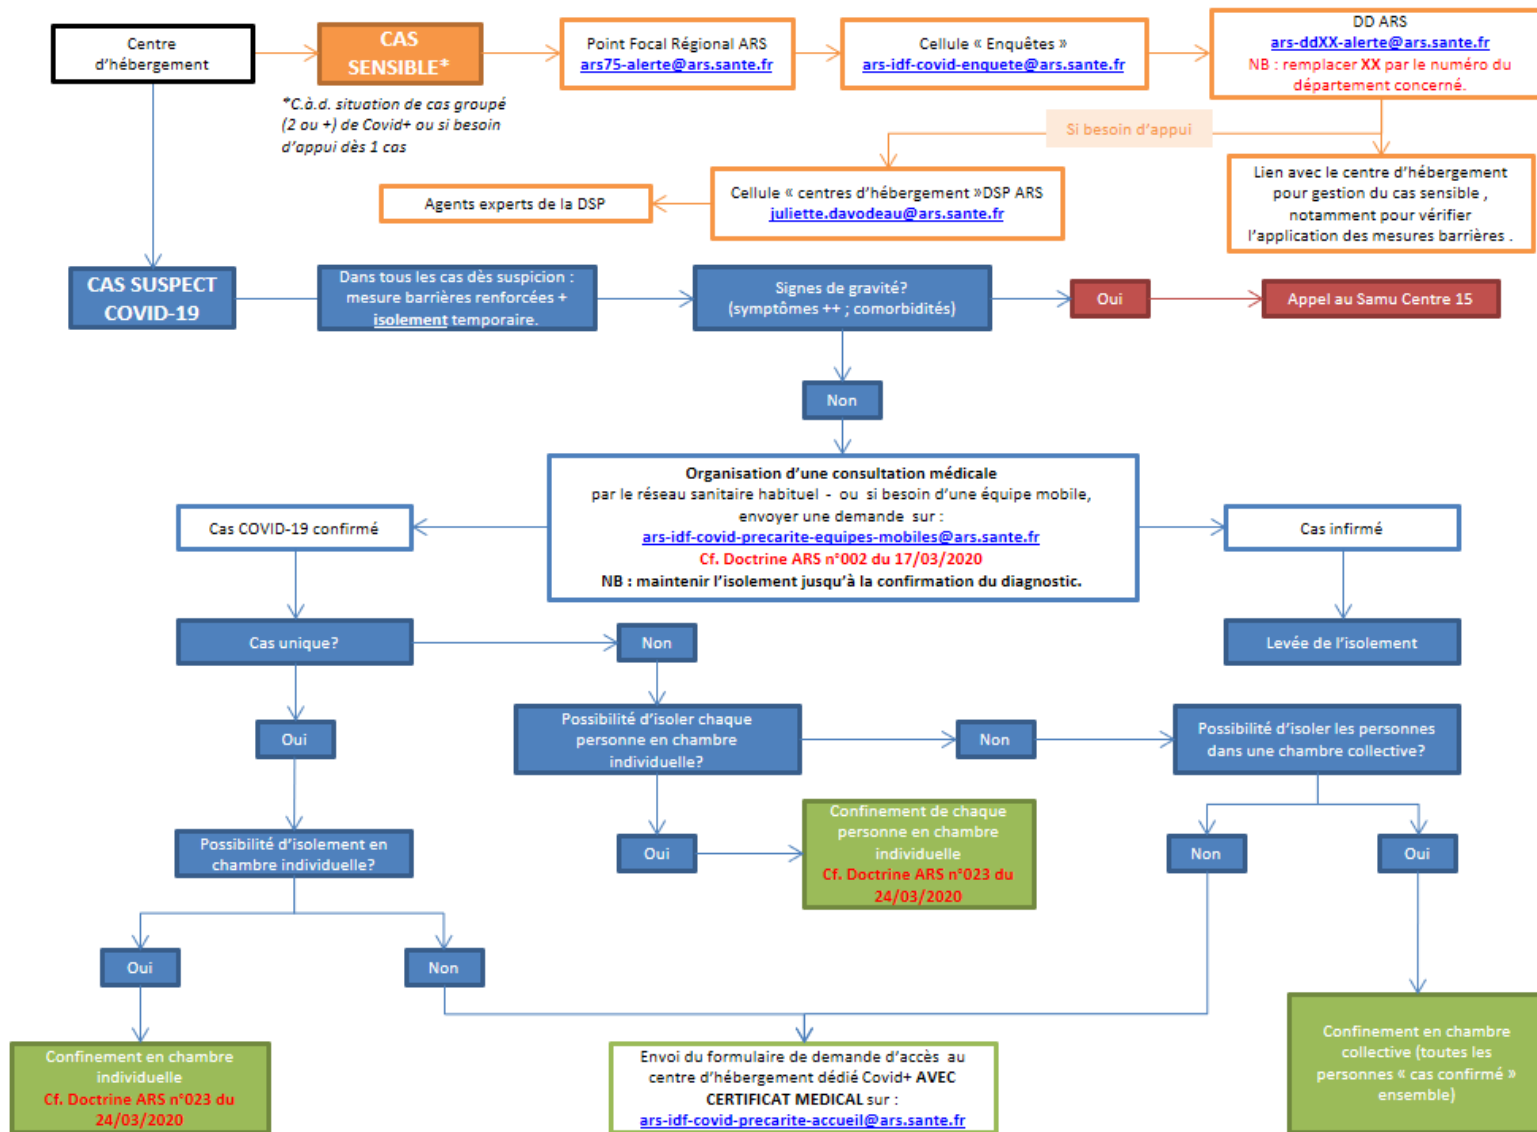 Centre
d'hébergement
CAS
SENSIBLE*
Point Focal Régional ARS
ars75-alerte@ars.sante.fr
Cellule « Enquêtes »
ars-idf-covid-enquete@ars.sante.fr
DD ARS
ars-ddXX-alerte@ars.sante.fr
NB : remplacer XX par le numéro du
département concerné.
*C.à.d. situation de cas groupé
(2 ou +) de Covid+ ou si besoin
d'appui dès 1 cas
Si besoin d'appui
Agents experts de la DSP
Cellule « centres d'hébergement »DSP ARS
juliette.davodeau@ars.sante.fr
Lien avec le centre d'hébergement
pour gestion du cas sensible ,
notamment pour vérifier
l'application des mesures barrières .
CAS SUSPECT
COVID-19
Dans tous les cas dès suspicion :
mesure barrières renforcées +
isolement temporaire.
Signes de gravité?
(symptômes ++ ; comorbidités)
Oui
Appel au Samu Centre 15
Non
Organisation d'une consultation médicale
par le réseau sanitaire habituel - ou si besoin d'une équipe mobile,
envoyer une demande sur :
ars-idf-covid-precarite-equipes-mobiles@ars.sante.fr
Cf. Doctrine ARS n°002 du 17/03/2020
NB : maintenir l'isolement jusqu'à la confirmation du diagnostic.
Cas COVID-19 confirmé
Cas infirmé
Cas unique?
Non
Levée de l'isolement
Oui
Possibilité d'isoler chaque
personne en chambre
individuelle?
Non
Possibilité d'isoler les personnes
dans une chambre collective?
Possibilité d'isolement en
chambre individuelle?
Oui
Confinement de chaque
personne en chambre
individuelle
Cf. Doctrine ARS n°023 du
24/03/2020
Non
Oui
Oui
Non
Confinement en chambre
individuelle
Cf. Doctrine ARS n°023 du
24/03/2020
Envoi du formulaire de demande d'accès au
centre d'hébergement dédié Covid+ AVEC
CERTIFICAT MEDICAL sur :
ars-idf-covid-precarite-accueil@ars.sante.fr
Confinement en chambre
collective (toutes les
personnes « cas confirmé »
ensemble)